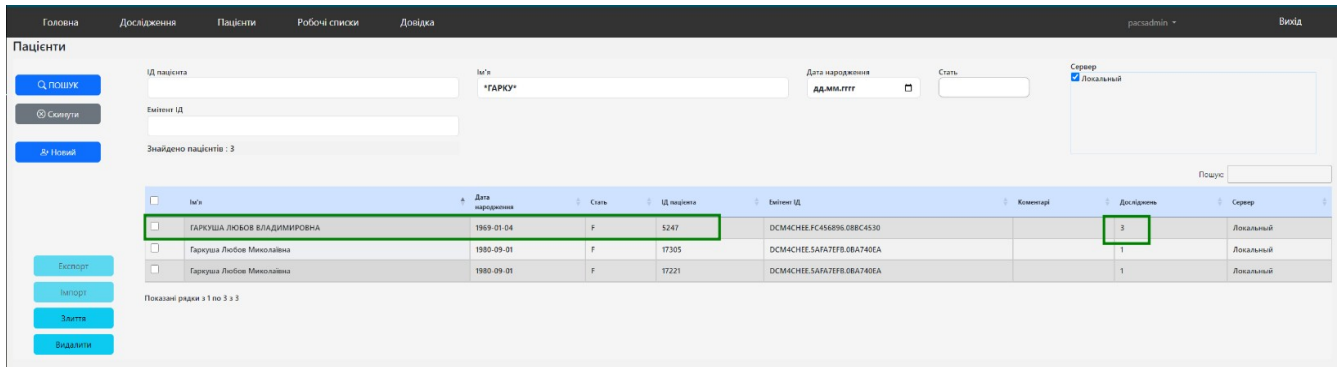 Головна Дослідження Пацієнти Робочі списки Довідка pacsadmin Вихід
Пацієнти
ІД пацієнта Ім'я Дата народження Стать Сервер
ПОШУК *ГАРКУ* дд.мм.гггг Локальный
Скинути Емітент ІД
Новий Знайдено пацієнтів : 3
Пошук:
Ім'я Дата народження Стать ІД пацієнта Емітент ІД Коментарі Досліджень Сервер
ГАРКУША ЛЮБОВ ВЛАДИМИРОВНА 1969-01-04 F 5247 DCM4CHEE.FC456896.08BC4530 3 Локальный
Гаркуша Любов Миколаївна 1980-09-01 F 17305 DCM4CHEE.5AFA7EFB.0BA740EA 1 Локальный
Гаркуша Любов Миколаївна 1980-09-01 F 17221 DCM4CHEE.5AFA7EFB.0BA740EA 1 Локальный
Експорт
Імпорт Показані рядки з 1 по 3 з 3
Злиття
Видалити